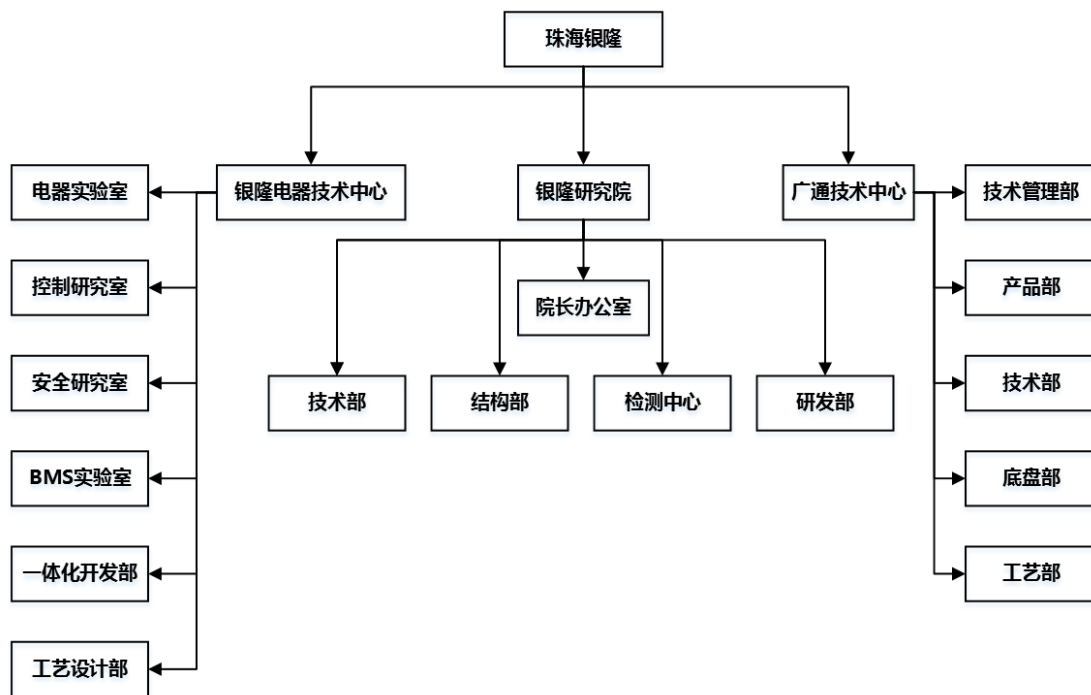 珠海银隆
电器实验室
银隆电器技术中心
银隆研究院
广通技术中心
技术管理部
控制研究室
院长办公室
产品部
安全研究室
技术部
结构部
检测中心
研发部
技术部
BMS实验室
底盘部
一体化开发部
工艺部
工艺设计部